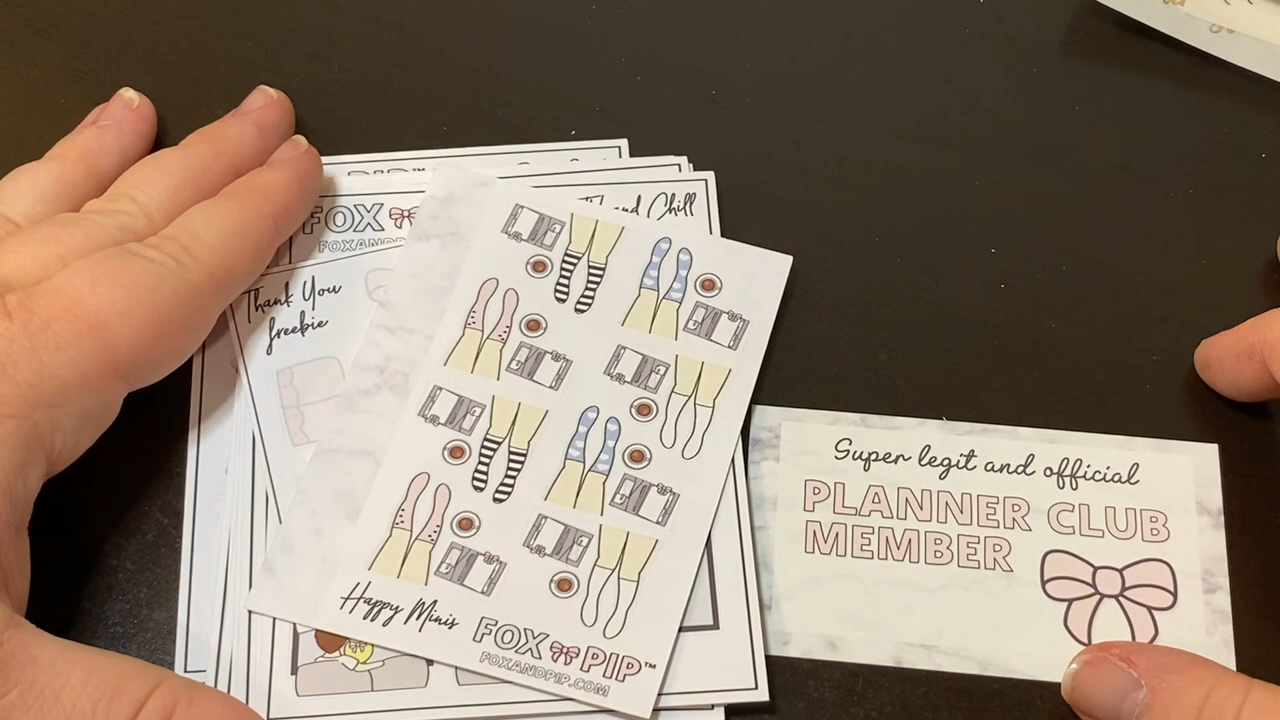 PIP™
and Chill
FOX
FOXANDP
Thank You
freebie
Happy Minis
FOX PIP™
FOXANDPIP.COM
Super legit and official
PLANNER CLUB
MEMBER